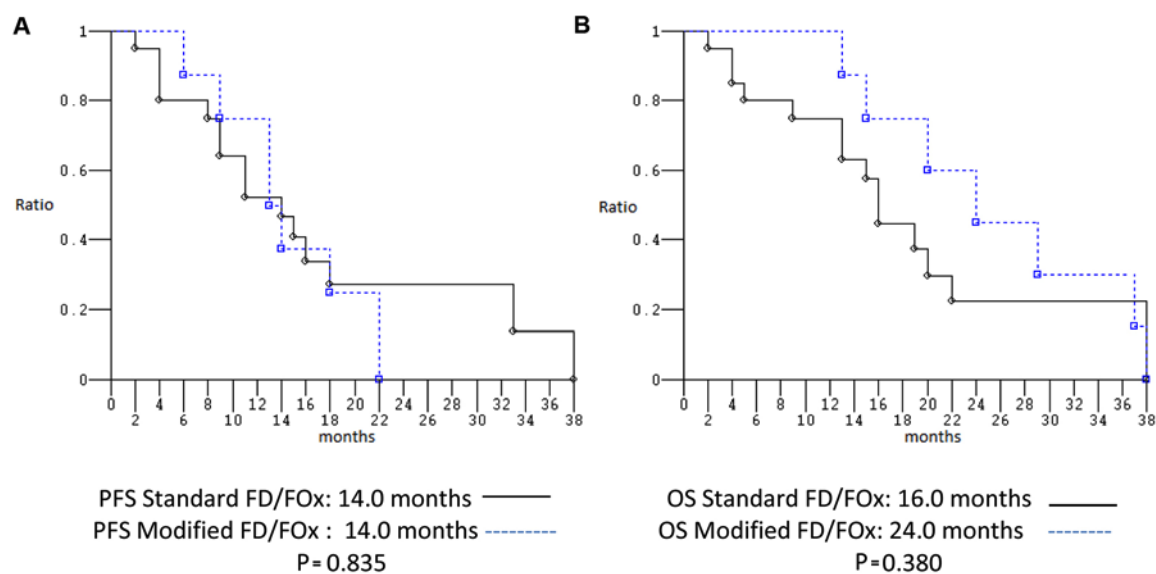 A
1
0.8
0.6
Ratio
0.4
0.2
0
0 4 8 12 16 20 24 28 32 36
2 6 10 14 18 22 26 30 34 38
months
PFS Standard FD/FOx: 14.0 months
PFS Modified FD/FOx : 14.0 months
P= 0.835
B
1
0.8
0.6
Ratio
0.4
0.2
0
0 4 8 12 16 20 24 28 32 36
2 6 10 14 18 22 26 30 34 38
months
OS Standard FD/FOx: 16.0 months
OS Modified FD/FOx: 24.0 months
P=0.380